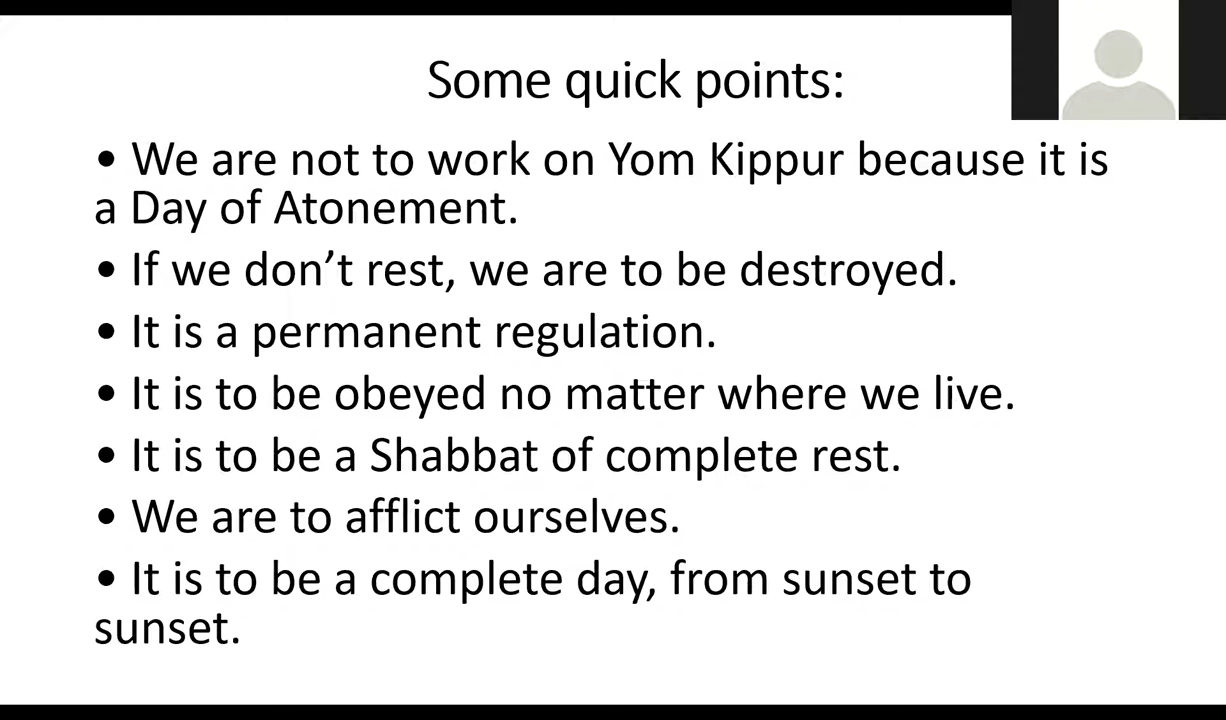 Some quick points:
• We are not to work on Yom Kippur because it is
a Day of Atonement.
• If we don’t rest, we are to be destroyed.
• It is a permanent regulation.
• It is to be obeyed no matter where we live.
• It is to be a Shabbat of complete rest.
• We are to afflict ourselves.
• It is to be a complete day, from sunset to
sunset.